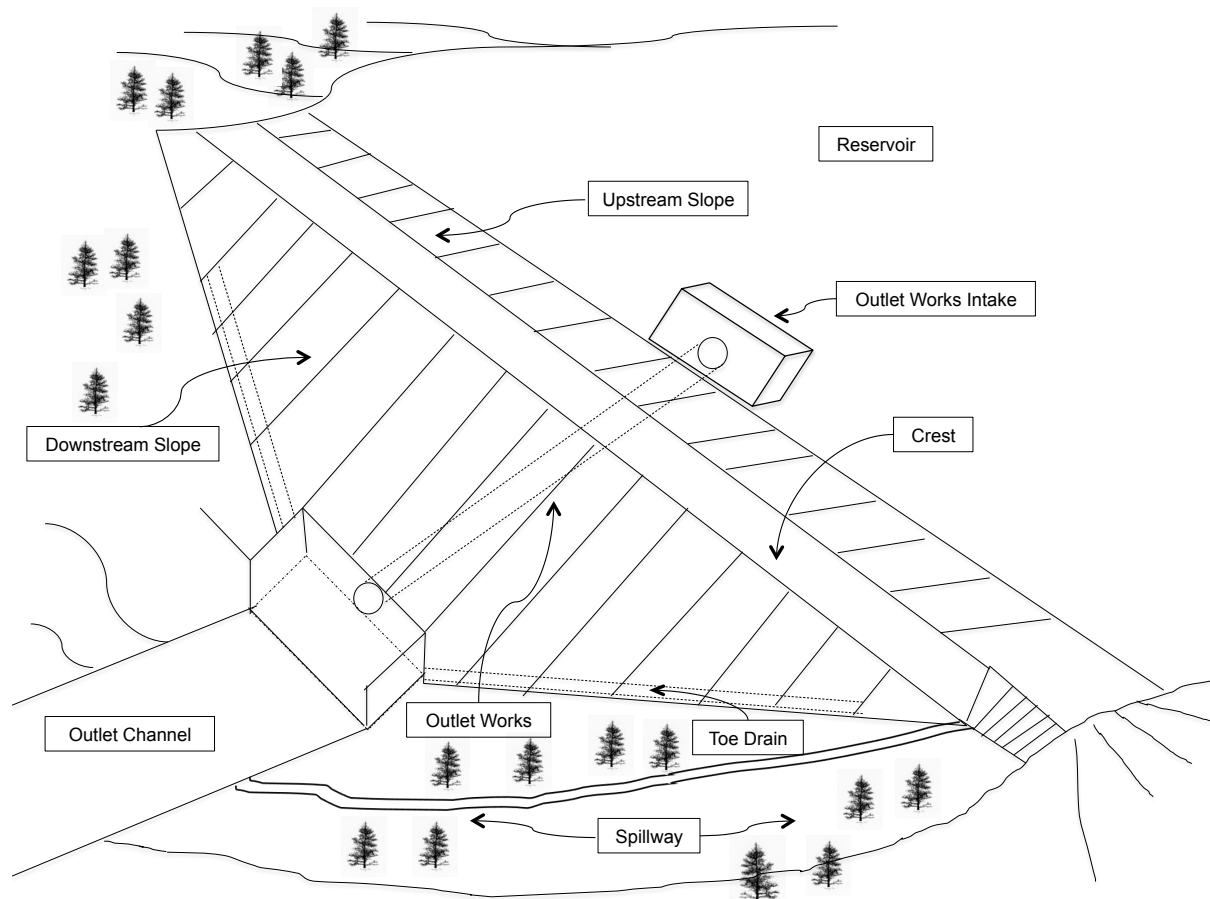 Reservoir
Upstream Slope
Outlet Works Intake
Downstream Slope
Crest
Outlet Works
Outlet Channel
Toe Drain
Spillway